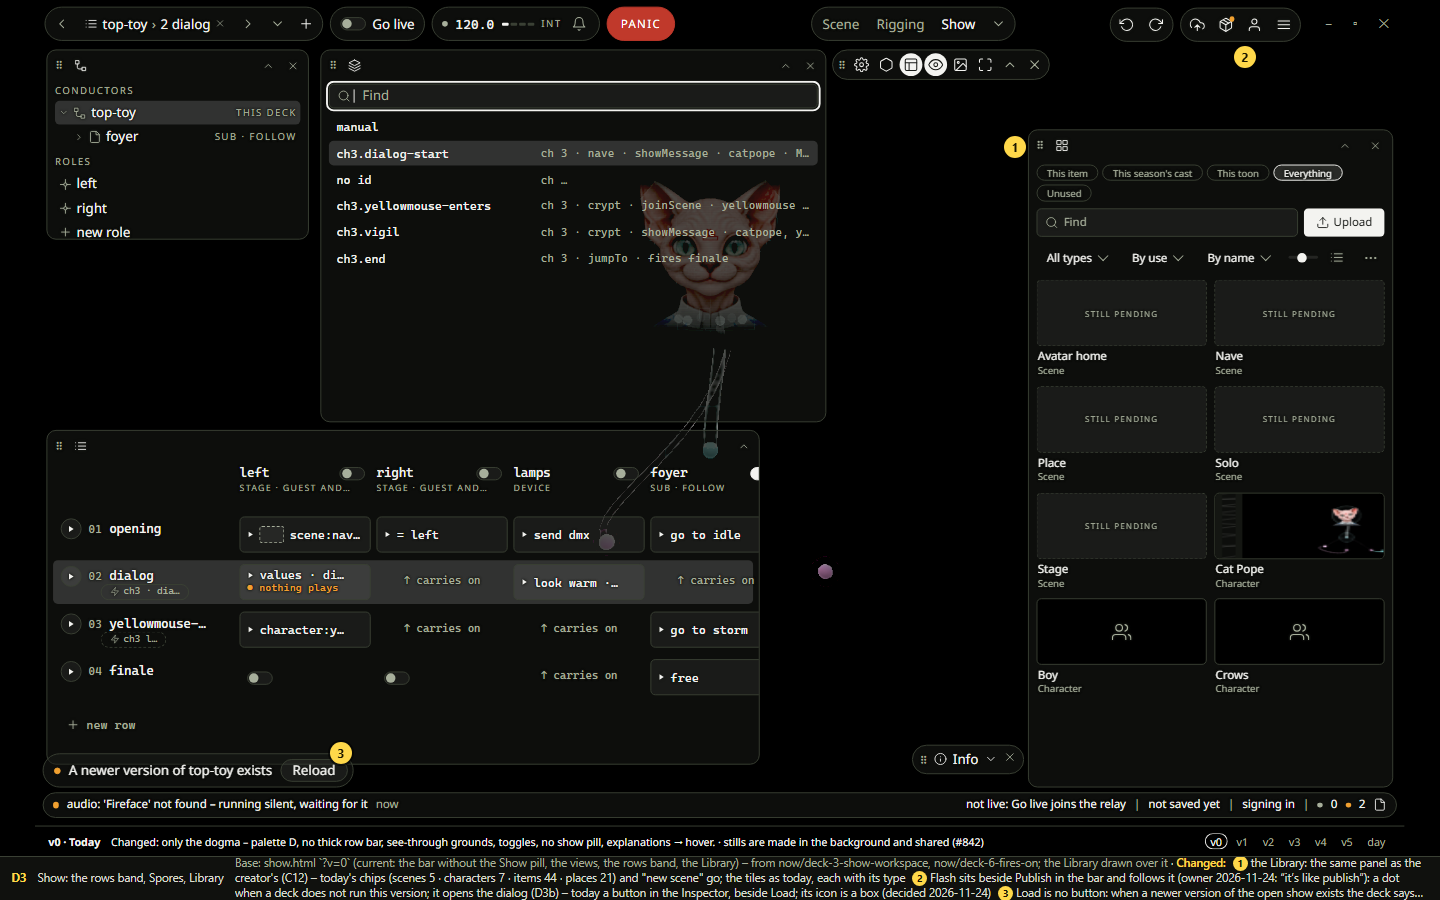 top-toy › 2 dialog
Go live
120.0
INT
PANIC
Scene Rigging Show
2
CONDUCTORS
top-toy THIS DECK
foyer SUB · FOLLOW
ROLES
left
right
new role
Find
manual
ch3.dialog-start ch 3 · nave · showMessage · catpope · M…
no id ch …
ch3.yellowmouse-enters ch 3 · crypt · joinScene · yellowmouse …
ch3.vigil ch 3 · crypt · showMessage · catpope, y…
ch3.end ch 3 · jumpTo · fires finale
1
This item This season's cast This toon Everything
Unused
Find
Upload
All types By use By name
STILL PENDING STILL PENDING
Avatar home Nave
Scene Scene
STILL PENDING STILL PENDING
Place Solo
Scene Scene
STILL PENDING
Stage Cat Pope
Scene Character
Boy Crows
Character Character
left right lamps foyer
STAGE · GUEST AND… STAGE · GUEST AND… DEVICE SUB · FOLLOW
01 opening scene:nav… = left send dmx go to idle
02 dialog values · di… ↑ carries on look warm ·… ↑ carries on
ch3 · dia… nothing plays
03 yellowmouse-… character:y… ↑ carries on ↑ carries on go to storm
ch3 l…
04 finale ↑ carries on free
+ new row
3
A newer version of top-toy exists Reload
Info
audio: 'Fireface' not found – running silent, waiting for it now
not live: Go live joins the relay | not saved yet | signing in | 0 2
v0 · Today Changed: only the dogma – palette D, no thick row bar, see-through grounds, toggles, no show pill, explanations → hover. · stills are made in the background and shared (#842)
v0 v1 v2 v3 v4 v5 day
D3 Show: the rows band, Spores, Library
Base: show.html `?v=0` (current: the bar without the Show pill, the views, the rows band, the Library) – from now/deck-3-show-workspace, now/deck-6-fires-on; the Library drawn over it · Changed: 1 the Library: the same panel as the
creator's (C12) – today's chips (scenes 5 · characters 7 · items 44 · places 21) and "new scene" go; the tiles as today, each with its type 2 Flash sits beside Publish in the bar and follows it (owner 2026-11-24: “it's like publish”): a dot
when a deck does not run this version; it opens the dialog (D3b) – today a button in the Inspector, beside Load; its icon is a box (decided 2026-11-24) 3 Load is no button: when a newer version of the open show exists the deck says…